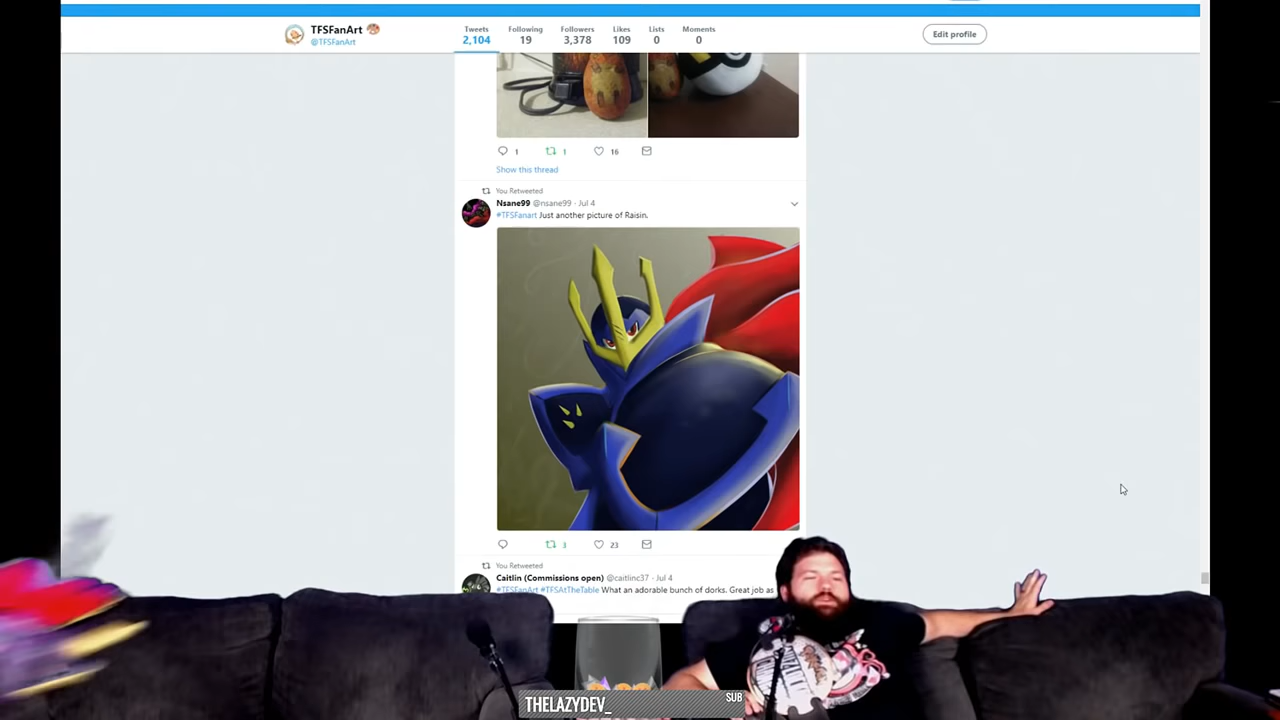 TFSFanArt
@TFSFanArt
Tweets Following Followers Likes Lists Moments
2,104 19 3,378 109 0 0
Edit profile
1 1 16
Show this thread
You Retweeted
Nsane99 @nsane99 · Jul 4
#TFSFanart Just another picture of Raisin.
3 23
You Retweeted
Caitlin (Commissions open) @caitlinc37 · Jul 4
#TFSFanArt #TFSAtTheTable What an adorable bunch of dorks. Great job as
THELAZYDEV_ SUB